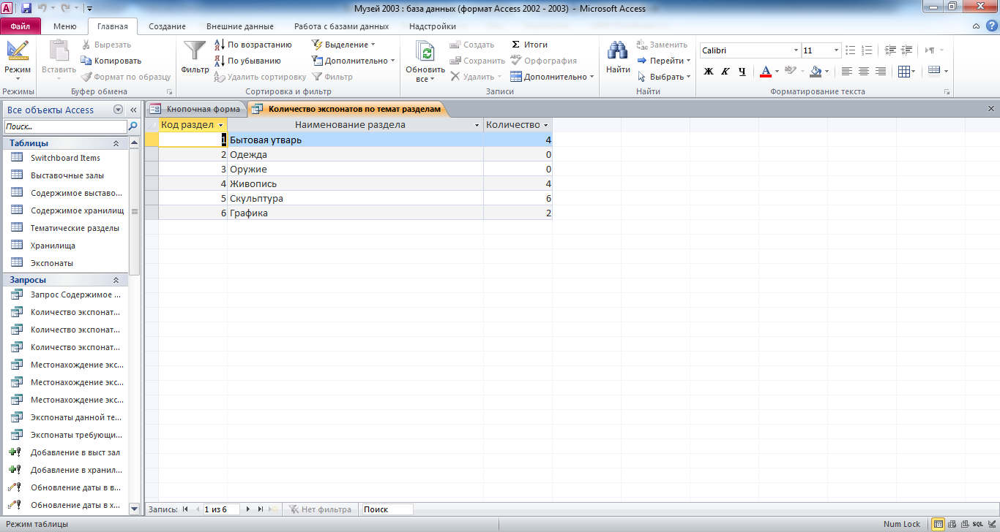 Музей 2003 : база данных (формат Access 2002 - 2003) - Microsoft Access
Файл Меню Главная Создание Внешние данные Работа с базами данных Надстройки
Режим
Режимы
Вставить
Вырезать
Копировать
Формат по образцу
Буфер обмена
Фильтр
По возрастанию
По убыванию
Удалить сортировку
Выделение
Дополнительно
Фильтр
Сортировка и фильтр
Обновить
все
Создать
Сохранить
Удалить
Итоги
Орфография
Дополнительно
Записи
Найти
Заменить
Перейти
Выбрать
Найти
Calibri 11
Ж К Ч
Форматирование текста
Все объекты Access
Поиск...
Таблицы
Switchboard Items
Выставочные залы
Содержимое выставо...
Содержимое хранилищ
Тематические разделы
Хранилища
Экспонаты
Запросы
Запрос Содержимое ...
Количество экспонат...
Количество экспонат...
Количество экспонат...
Местонахождение экс...
Местонахождение экс...
Местонахождение экс...
Экспонаты данной те...
Экспонаты требующи...
Добавление в выст зал
Добавление в хранил...
Обновление даты в в...
Обновление даты в х...
Кнопочная форма Количество экспонатов по темат разделам
Код раздел Наименование раздела Количество
1 Бытовая утварь 4
2 Одежда 0
3 Оружие 0
4 Живопись 4
5 Скульптура 6
6 Графика 2
Запись: 1 из 6 Нет фильтра Поиск
Режим таблицы Num Lock SQL